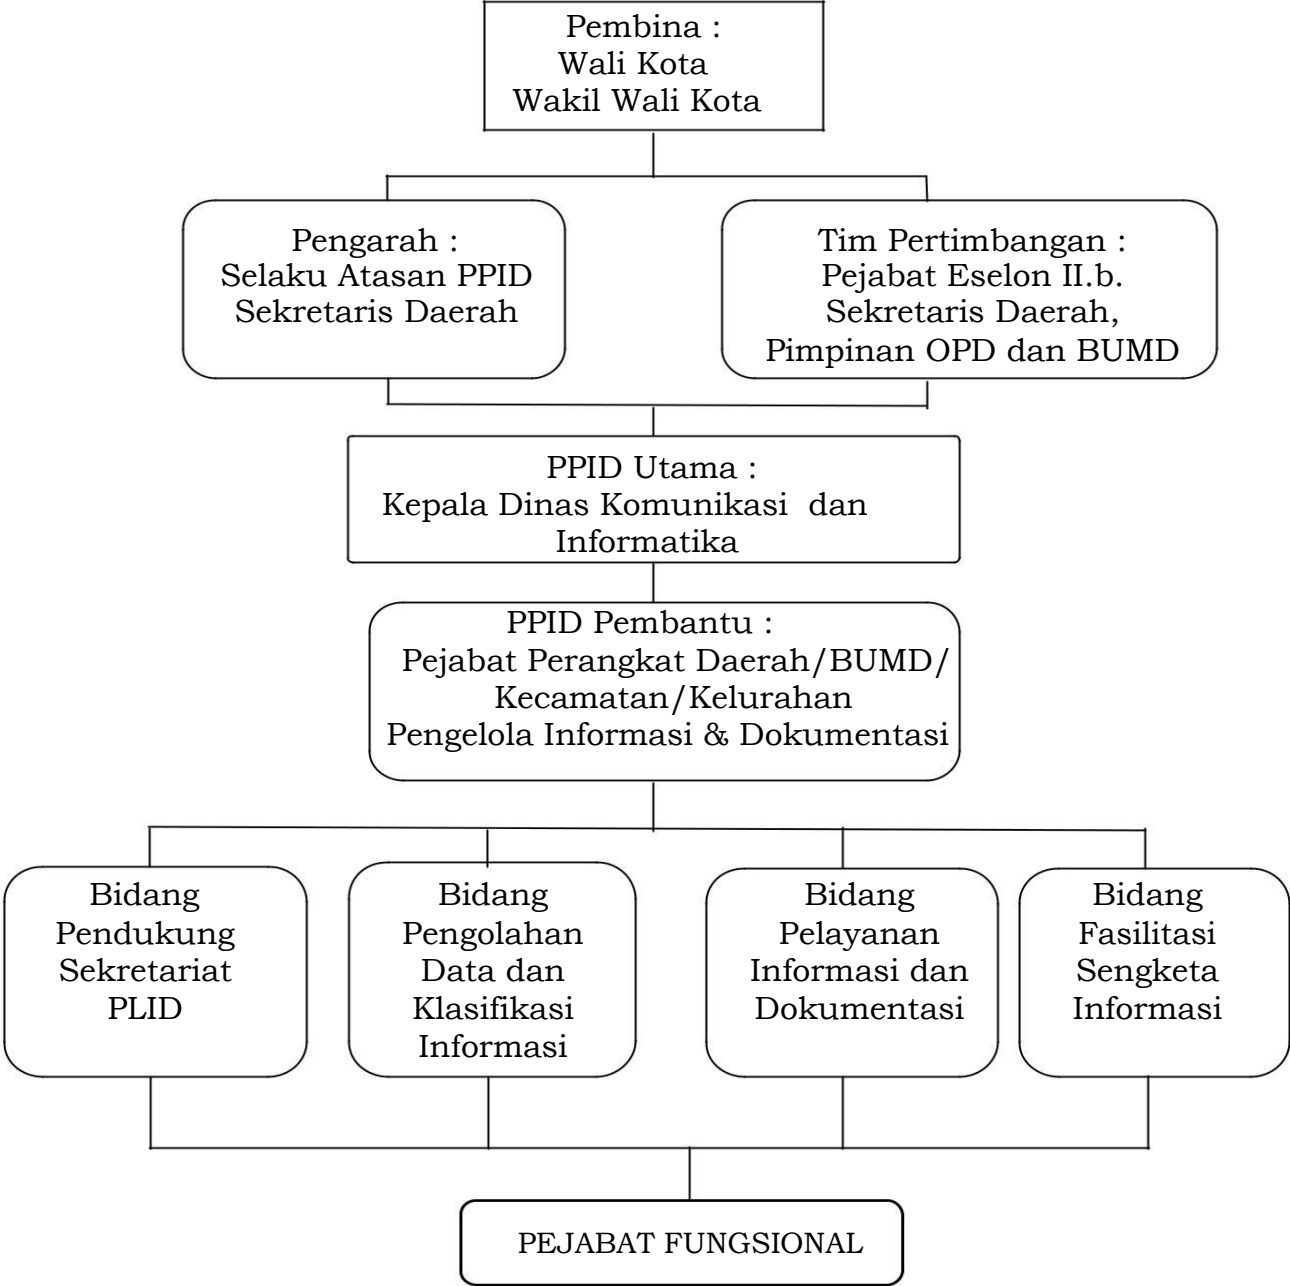 Pembina :
Wali Kota
Wakil Wali Kota
Pengarah :
Selaku Atasan PPID
Sekretaris Daerah
Tim Pertimbangan :
Pejabat Eselon II.b.
Sekretaris Daerah,
Pimpinan OPD dan BUMD
PPID Utama :
Kepala Dinas Komunikasi dan
Informatika
PPID Pembantu :
Pejabat Perangkat Daerah/BUMD/
Kecamatan/Kelurahan
Pengelola Informasi & Dokumentasi
Bidang
Pendukung
Sekretariat
PLID
Bidang
Pengolahan
Data dan
Klasifikasi
Informasi
Bidang
Pelayanan
Informasi dan
Dokumentasi
Bidang
Fasilitasi
Sengketa
Informasi
PEJABAT FUNGSIONAL